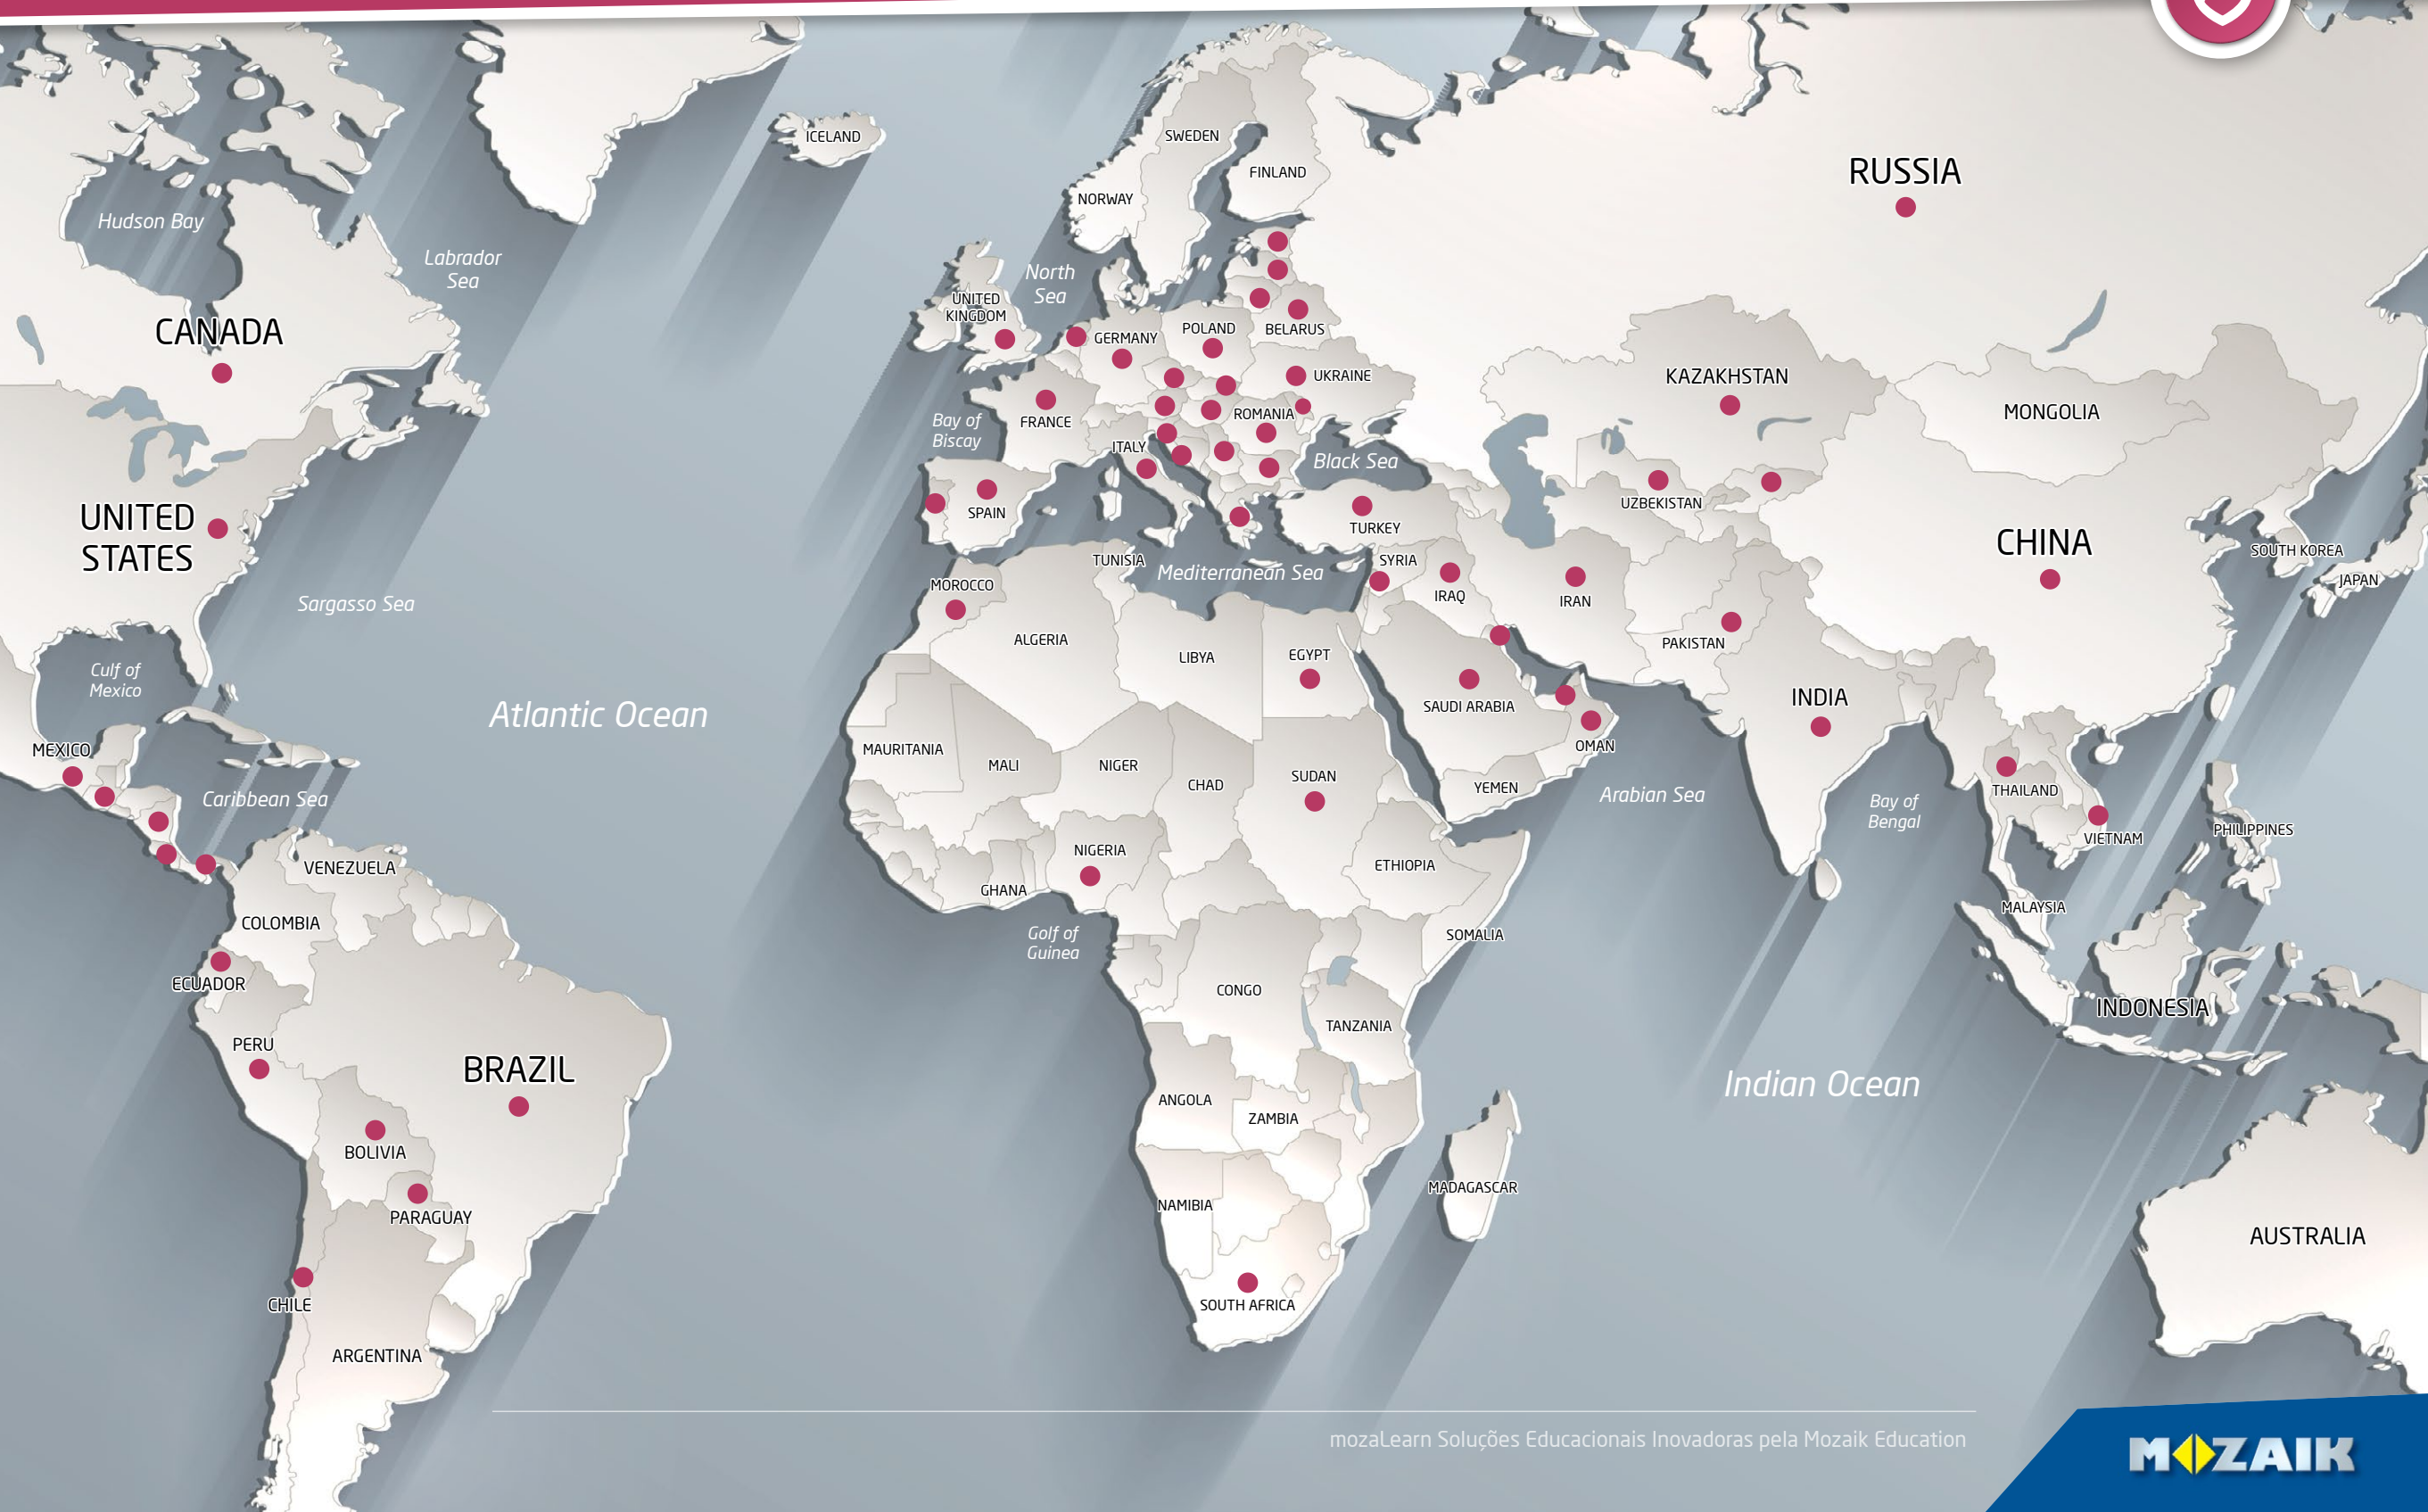 ICELAND
SWEDEN
FINLAND
NORWAY
RUSSIA
Hudson Bay
Labrador
Sea
North
Sea
UNITED
KINGDOM
CANADA
GERMANY
POLAND
BELARUS
UKRAINE
KAZAKHSTAN
MONGOLIA
FRANCE
ROMANIA
Bay of
Biscay
ITALY
Black Sea
UNITED
STATES
SPAIN
TURKEY
UZBEKISTAN
CHINA
SOUTH KOREA
JAPAN
TUNISIA
Mediterranean Sea
SYRIA
MOROCCO
IRAQ
IRAN
Sargasso Sea
ALGERIA
LIBYA
EGYPT
PAKISTAN
Culf of
Mexico
Atlantic Ocean
SAUDI ARABIA
INDIA
MEXICO
MAURITANIA
MALI
NIGER
CHAD
SUDAN
OMAN
YEMEN
Arabian Sea
Bay of
Bengal
THAILAND
VIETNAM
PHILIPPINES
Caribbean Sea
VENEZUELA
NIGERIA
GHANA
ETHIOPIA
COLOMBIA
MALAYSIA
Golf of
Guinea
SOMALIA
ECUADOR
CONGO
INDONESIA
TANZANIA
PERU
BRAZIL
Indian Ocean
ANGOLA
ZAMBIA
BOLIVIA
MADAGASCAR
NAMIBIA
PARAGUAY
AUSTRALIA
CHILE
SOUTH AFRICA
ARGENTINA
mozaLearn Soluções Educacionais Inovadoras pela Mozaik Education
MOZAIK